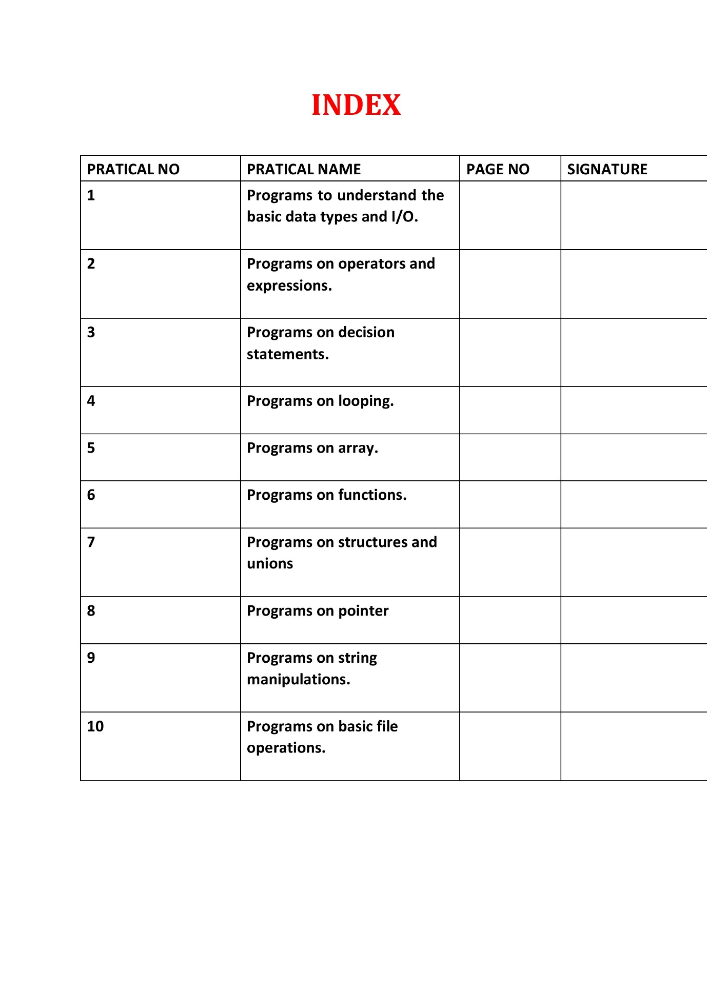 INDEX
PRATICAL NO PRATICAL NAME PAGE NO SIGNATURE
1 Programs to understand the
basic data types and I/O.
2 Programs on operators and
expressions.
3 Programs on decision
statements.
4 Programs on looping.
5 Programs on array.
6 Programs on functions.
7 Programs on structures and
unions
8 Programs on pointer
9 Programs on string
manipulations.
10 Programs on basic file
operations.